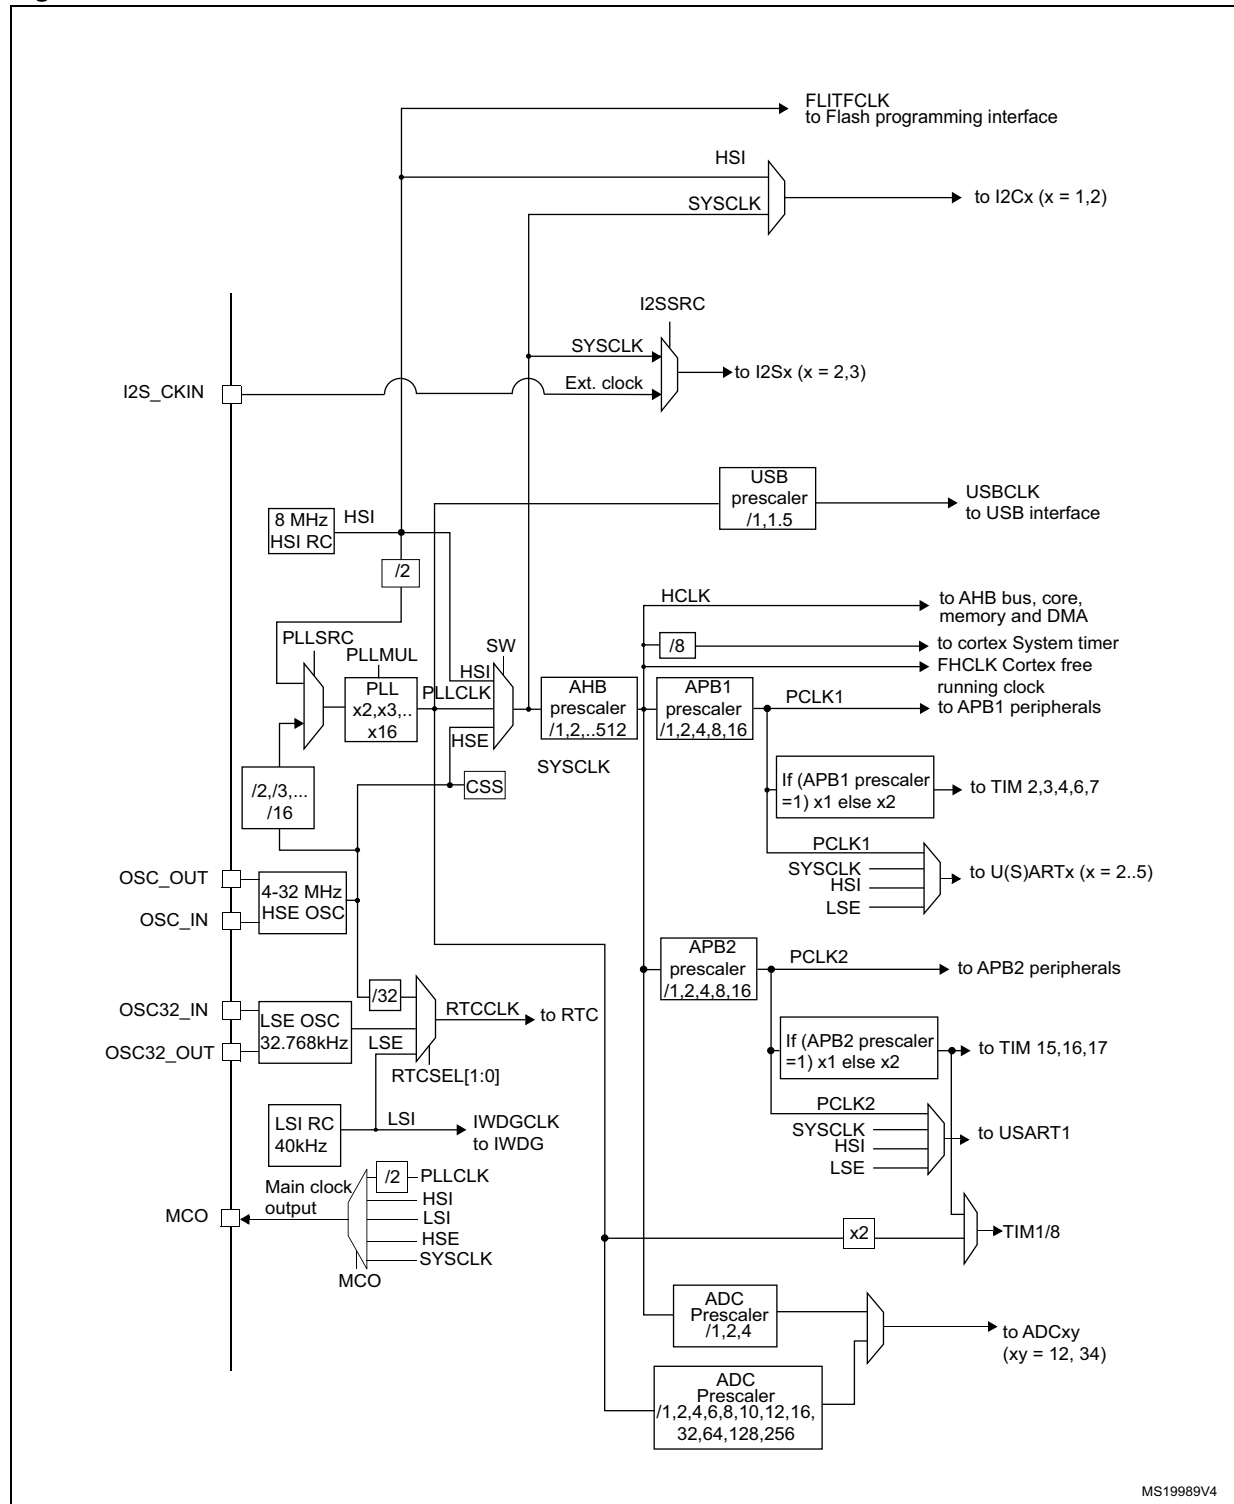 FLITFCLK
to Flash programming interface
HSI
to I2Cx (x = 1,2)
SYSCLK
I2SSRC
SYSCLK
to I2Sx (x = 2,3)
Ext. clock
I2S_CKIN
USB
prescaler
/1,1.5
USBCLK
to USB interface
8 MHz
HSI RC
HSI
/2
HCLK
to AHB bus, core,
memory and DMA
/8
to cortex System timer
FHCLK Cortex free
running clock
PLLSRC
PLLMUL
PLL
x2,x3,..
x16
SW
HSI
PLLCLK
HSE
AHB
prescaler
/1,2,..512
APB1
prescaler
/1,2,4,8,16
PCLK1
to APB1 peripherals
SYSCLK
/2,/3,...
/16
CSS
If (APB1 prescaler
=1) x1 else x2
to TIM 2,3,4,6,7
PCLK1
SYSCLK
HSI
LSE
to U(S)ARTx (x = 2..5)
OSC_OUT
OSC_IN
4-32 MHz
HSE OSC
APB2
prescaler
/1,2,4,8,16
PCLK2
to APB2 peripherals
/32
OSC32_IN
OSC32_OUT
LSE OSC
32.768kHz
RTCCLK
to RTC
LSE
RTCSEL[1:0]
If (APB2 prescaler
=1) x1 else x2
to TIM 15,16,17
LSI RC
40kHz
LSI
IWDGCLK
to IWDG
PCLK2
SYSCLK
HSI
LSE
to USART1
MCO
Main clock
output
/2
PLLCLK
HSI
LSI
HSE
SYSCLK
MCO
x2
TIM1/8
ADC
Prescaler
/1,2,4
to ADCxy
(xy = 12, 34)
ADC
Prescaler
/1,2,4,6,8,10,12,16,
32,64,128,256
MS19989V4